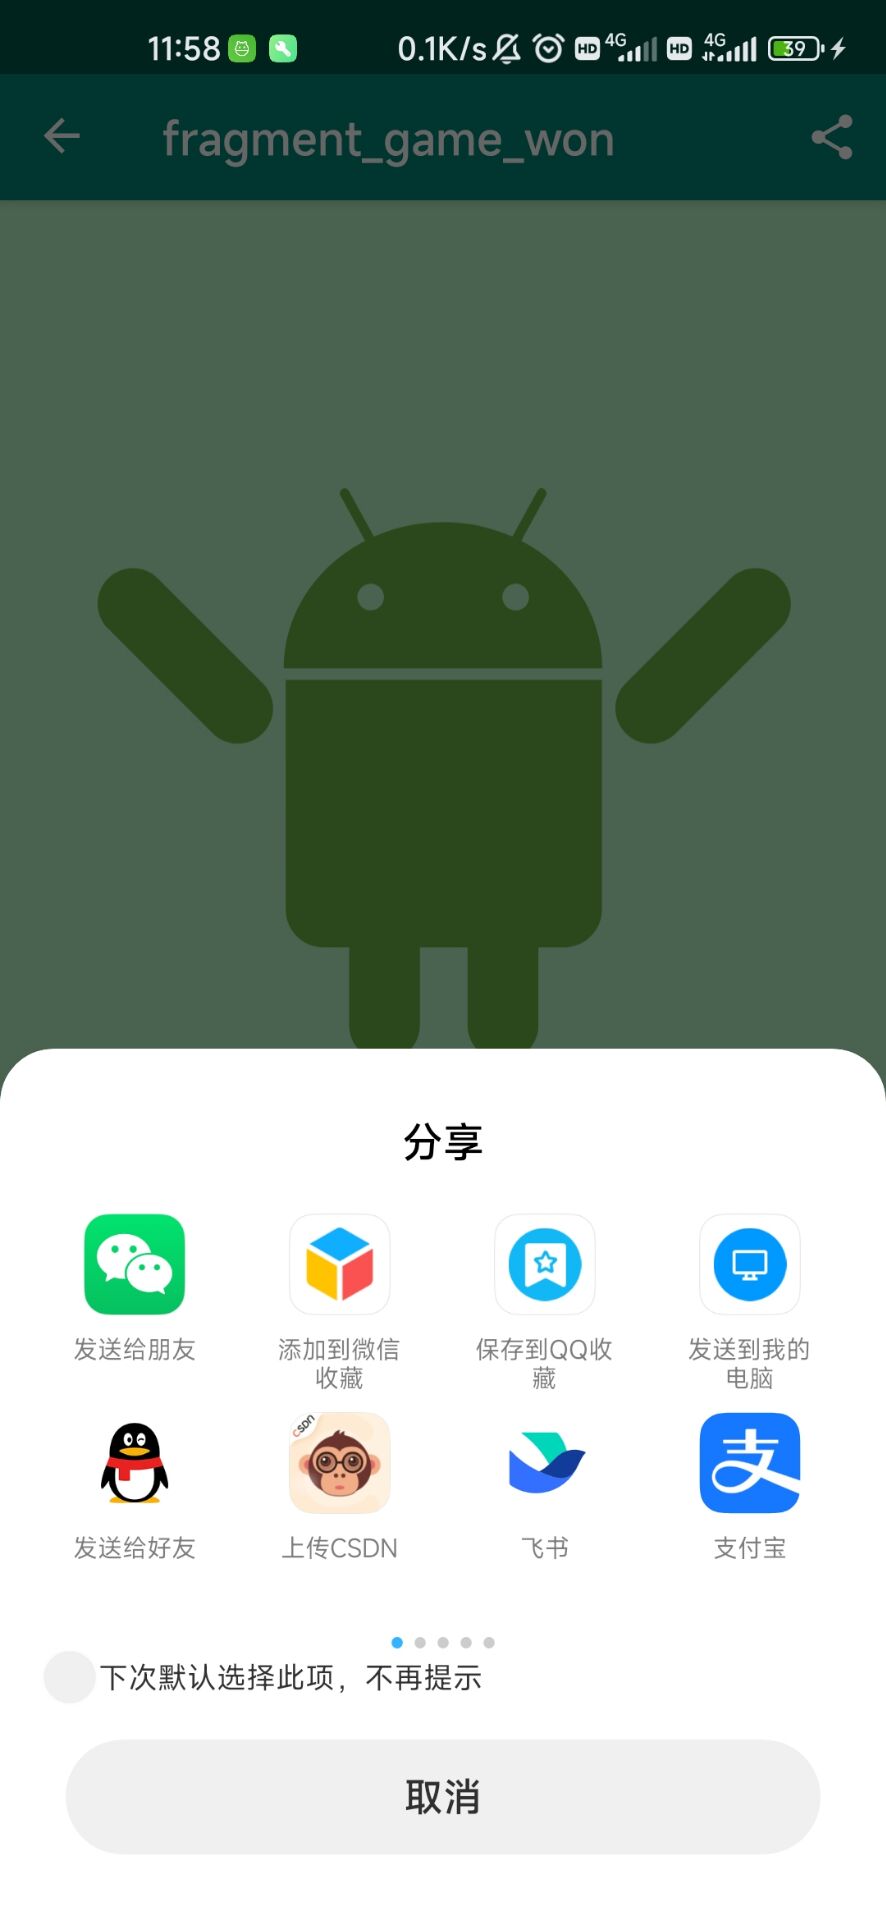 11:58 0.1K/s HD 4G HD 4G 39
fragment_game_won
分享
发送给朋友
添加到微信
收藏
保存到QQ收
藏
发送到我的
电脑
发送给好友
CSDN
上传CSDN
飞书
支
支付宝
下次默认选择此项，不再提示
取消